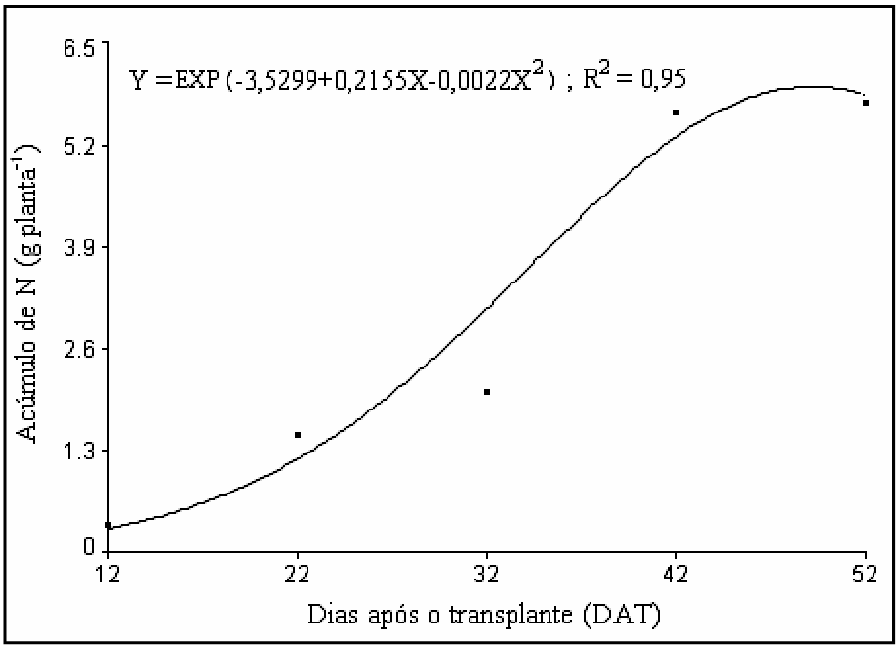 Y =EXP(-3,5299+0,2155X-0,0022X²) ; R² = 0,95
6.5
5.2
3.9
2.6
1.3
0
Acúmulo de N (g planta⁻¹)
12 22 32 42 52
Dias após o transplante (DAT)